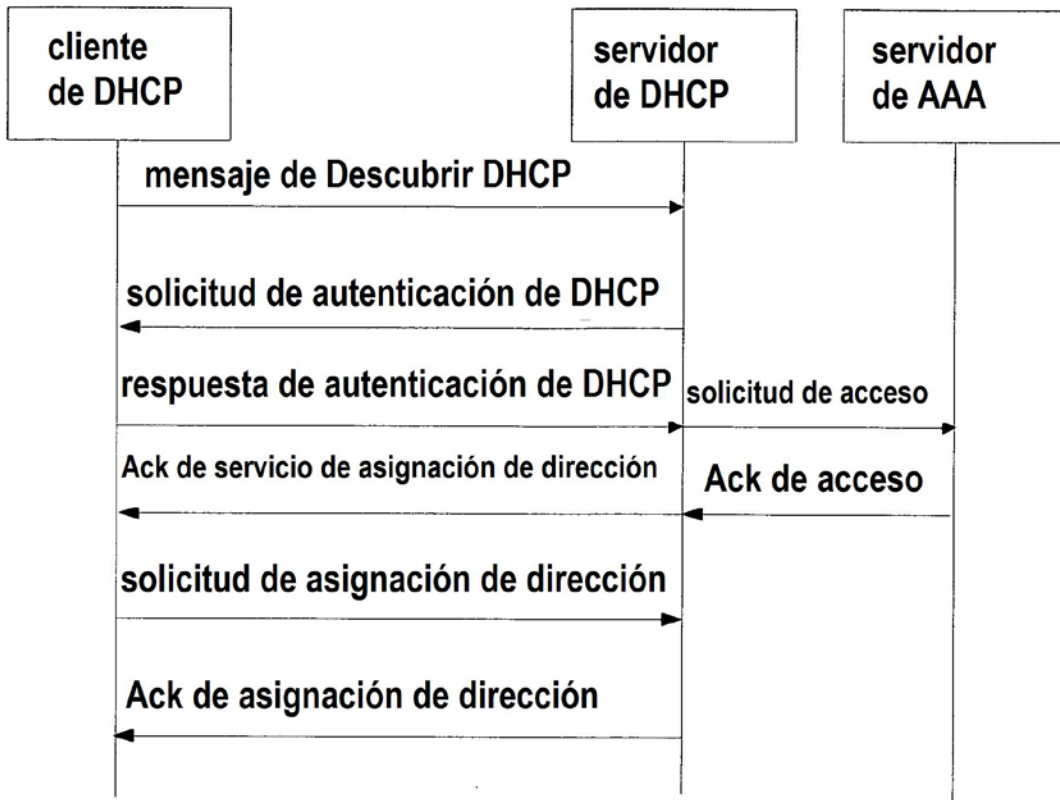 cliente
de DHCP
servidor
de DHCP
servidor
de AAA
mensaje de Descubrir DHCP
solicitud de autenticación de DHCP
respuesta de autenticación de DHCP
solicitud de acceso
Ack de servicio de asignación de dirección
Ack de acceso
solicitud de asignación de dirección
Ack de asignación de dirección